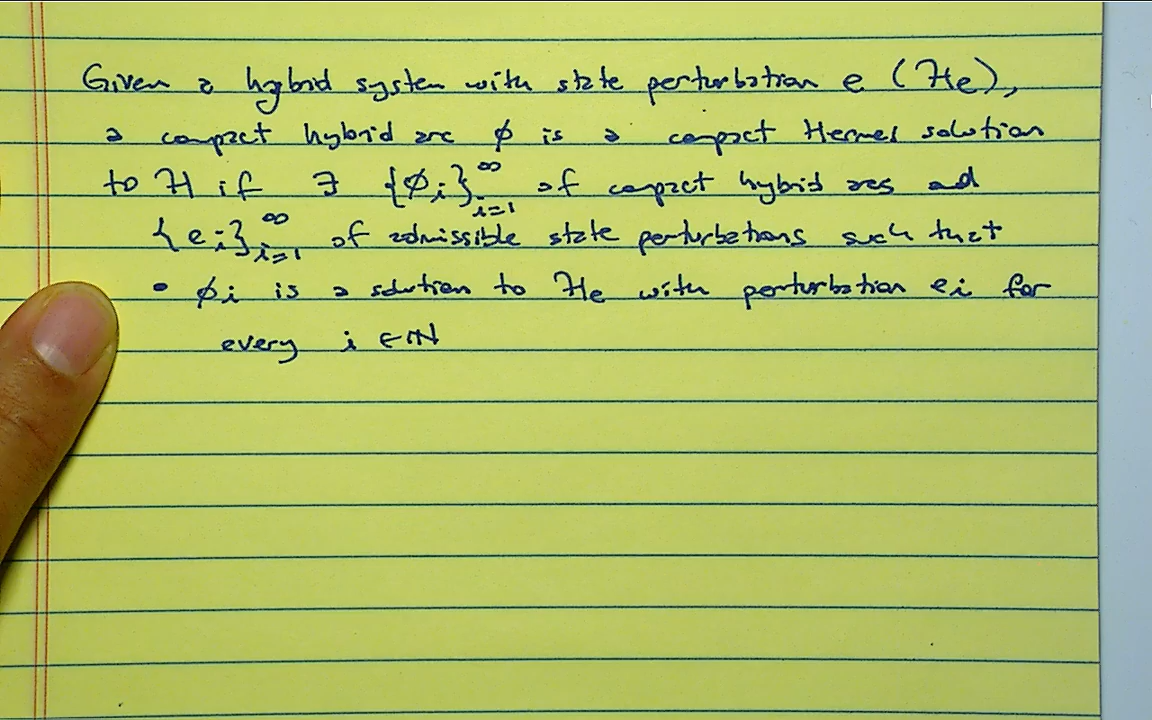 Given a hybrid system with state perturbation e (ℋe),
a compact hybrid arc ϕ is a compact Hermes solution
to ℋ if ∃ {ϕi}_{i=1}^∞ of compact hybrid arcs and
{ei}_{i=1}^∞ of admissible state perturbations such that
• ϕi is a solution to ℋe with perturbation ei for
every i ∈ ℕ